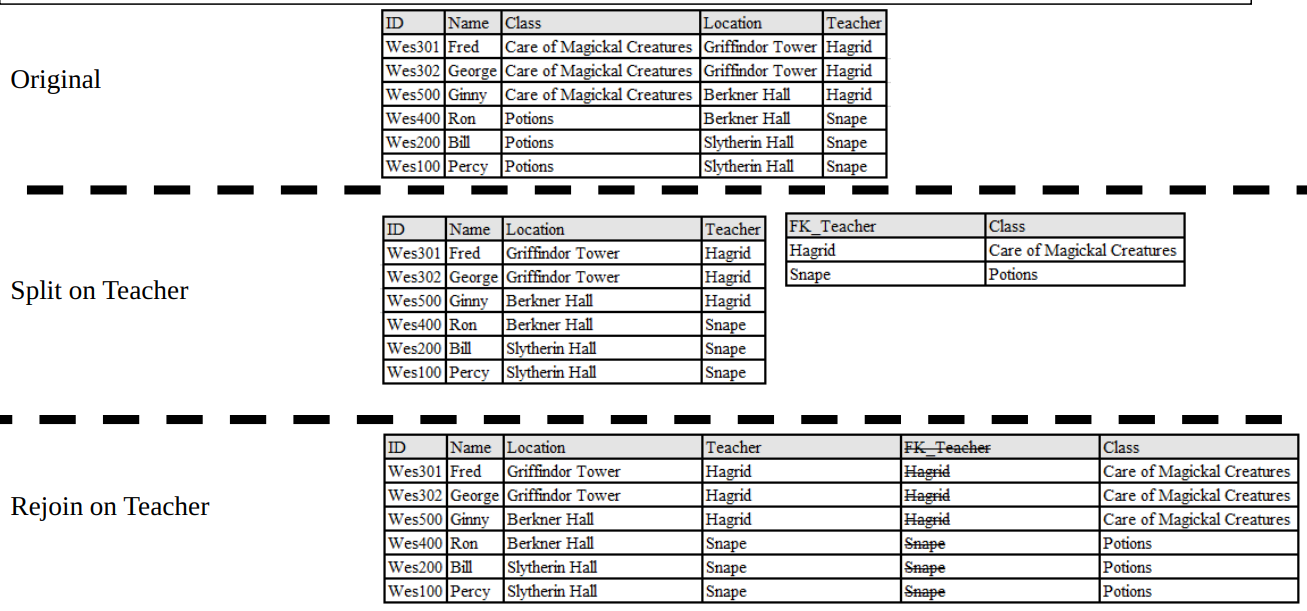 ID Name Class Location Teacher
Wes301 Fred Care of Magickal Creatures Griffindor Tower Hagrid
Wes302 George Care of Magickal Creatures Griffindor Tower Hagrid
Wes500 Ginny Care of Magickal Creatures Berkner Hall Hagrid
Wes400 Ron Potions Berkner Hall Snape
Wes200 Bill Potions Slytherin Hall Snape
Wes100 Percy Potions Slytherin Hall Snape
Original
ID Name Location Teacher
Wes301 Fred Griffindor Tower Hagrid
Wes302 George Griffindor Tower Hagrid
Wes500 Ginny Berkner Hall Hagrid
Wes400 Ron Berkner Hall Snape
Wes200 Bill Slytherin Hall Snape
Wes100 Percy Slytherin Hall Snape
FK_Teacher Class
Hagrid Care of Magickal Creatures
Snape Potions
Split on Teacher
ID Name Location Teacher FK_Teacher Class
Wes301 Fred Griffindor Tower Hagrid Hagrid Care of Magickal Creatures
Wes302 George Griffindor Tower Hagrid Hagrid Care of Magickal Creatures
Wes500 Ginny Berkner Hall Hagrid Hagrid Care of Magickal Creatures
Wes400 Ron Berkner Hall Snape Snape Potions
Wes200 Bill Slytherin Hall Snape Snape Potions
Wes100 Percy Slytherin Hall Snape Snape Potions
Rejoin on Teacher